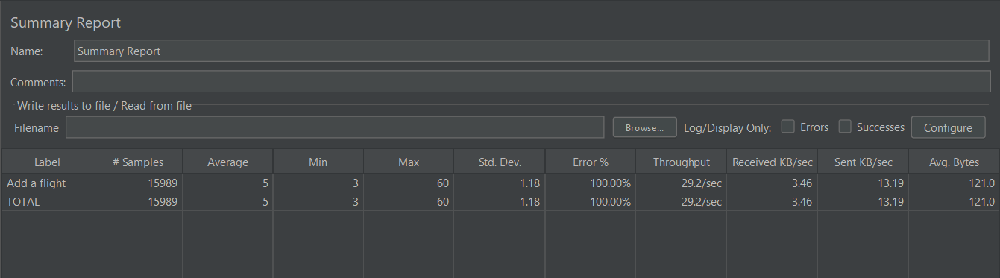 Summary Report
Name: Summary Report
Comments:
Write results to file / Read from file
Filename Browse... Log/Display Only: Errors Successes Configure
Label # Samples Average Min Max Std. Dev. Error % Throughput Received KB/sec Sent KB/sec Avg. Bytes
Add a flight 15989 5 3 60 1.18 100.00% 29.2/sec 3.46 13.19 121.0
TOTAL 15989 5 3 60 1.18 100.00% 29.2/sec 3.46 13.19 121.0